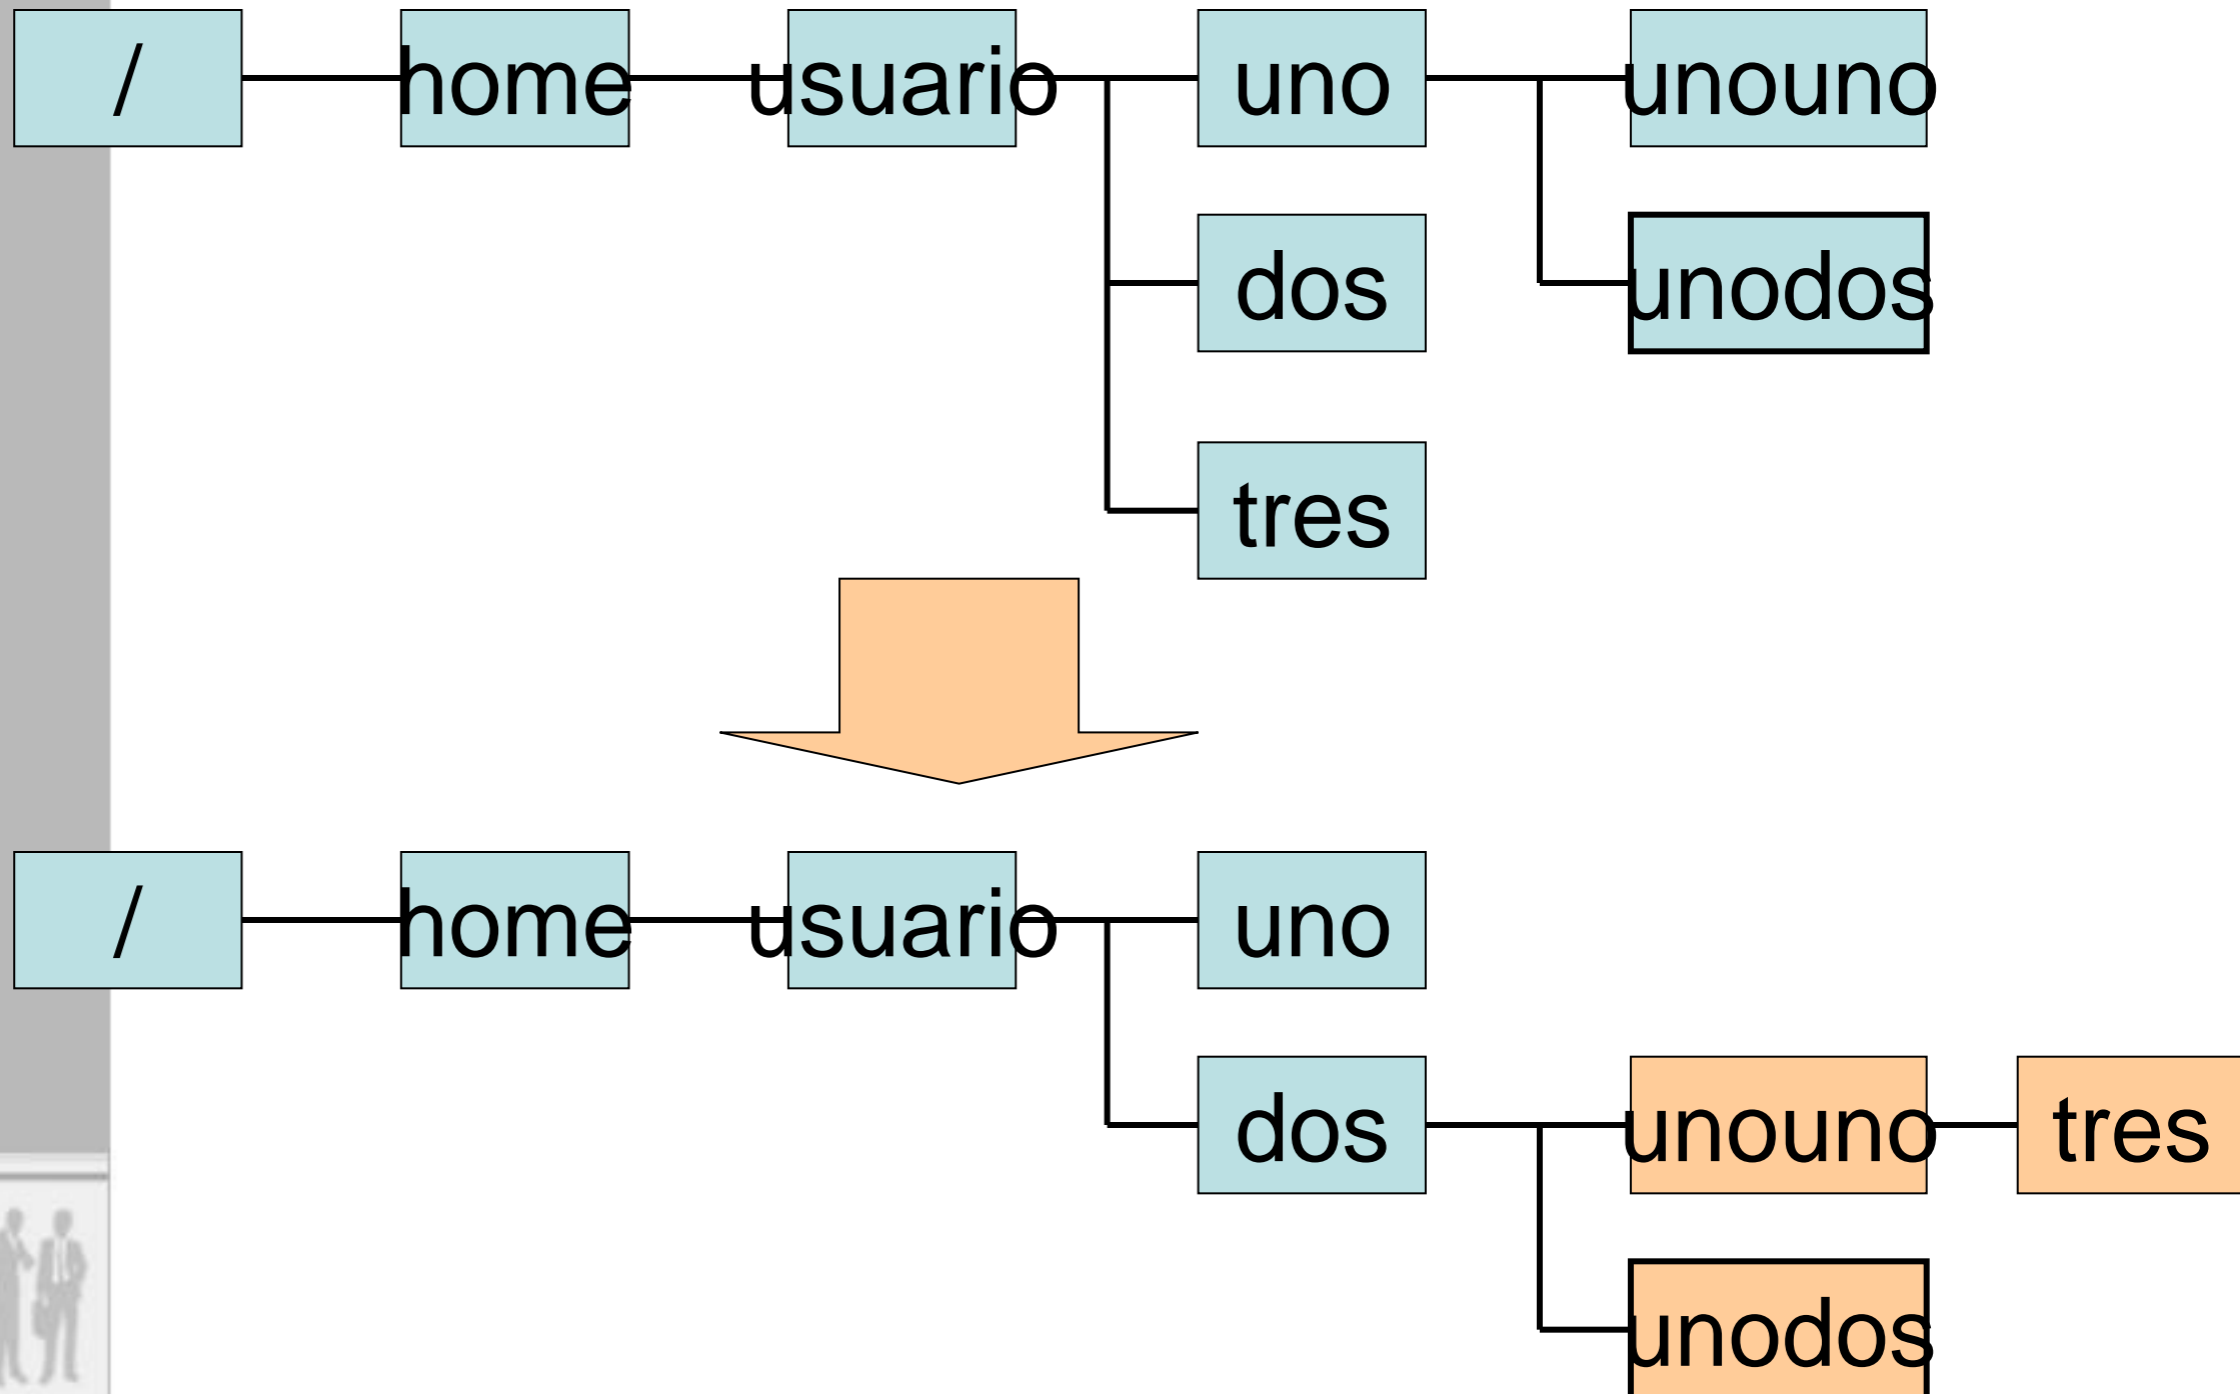 / home usuario uno unouno
dos unodos
tres
/ home usuario uno
dos unouno tres
unodos